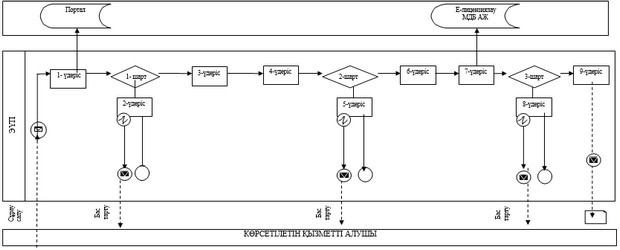 Портал
Е-лицензиялау
МДБ АЖ
1- үдеріс
1- шарт
3-үдеріс
4-үдеріс
2-шарт
6-үдеріс
7-үдеріс
3-шарт
9-үдеріс
2-үдеріс
5-үдеріс
8-үдеріс
ЭҮП
Сұрау
салу
Бас
тарту
Бас
тарту
Бас
тарту
КӨРСЕТІЛЕТІН ҚЫЗМЕТТІ АЛУШЫ